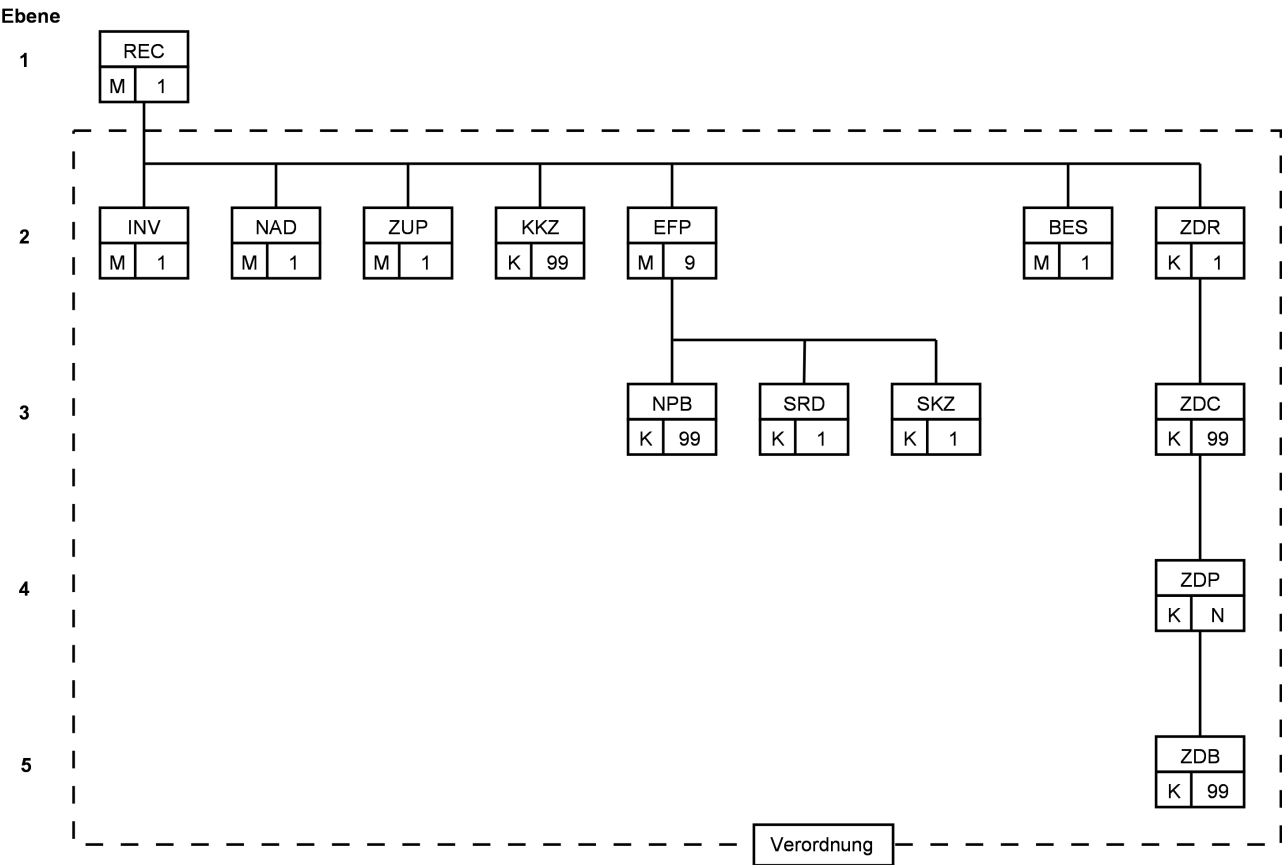 Ebene
1
REC
M 1
2
INV NAD ZUP KKZ EFP BES ZDR
M 1 M 1 M 1 K 99 M 9 M 1 K 1
3
NPB SRD SKZ ZDC
K 99 K 1 K 1 K 99
4
ZDP
K N
5
ZDB
K 99
Verordnung